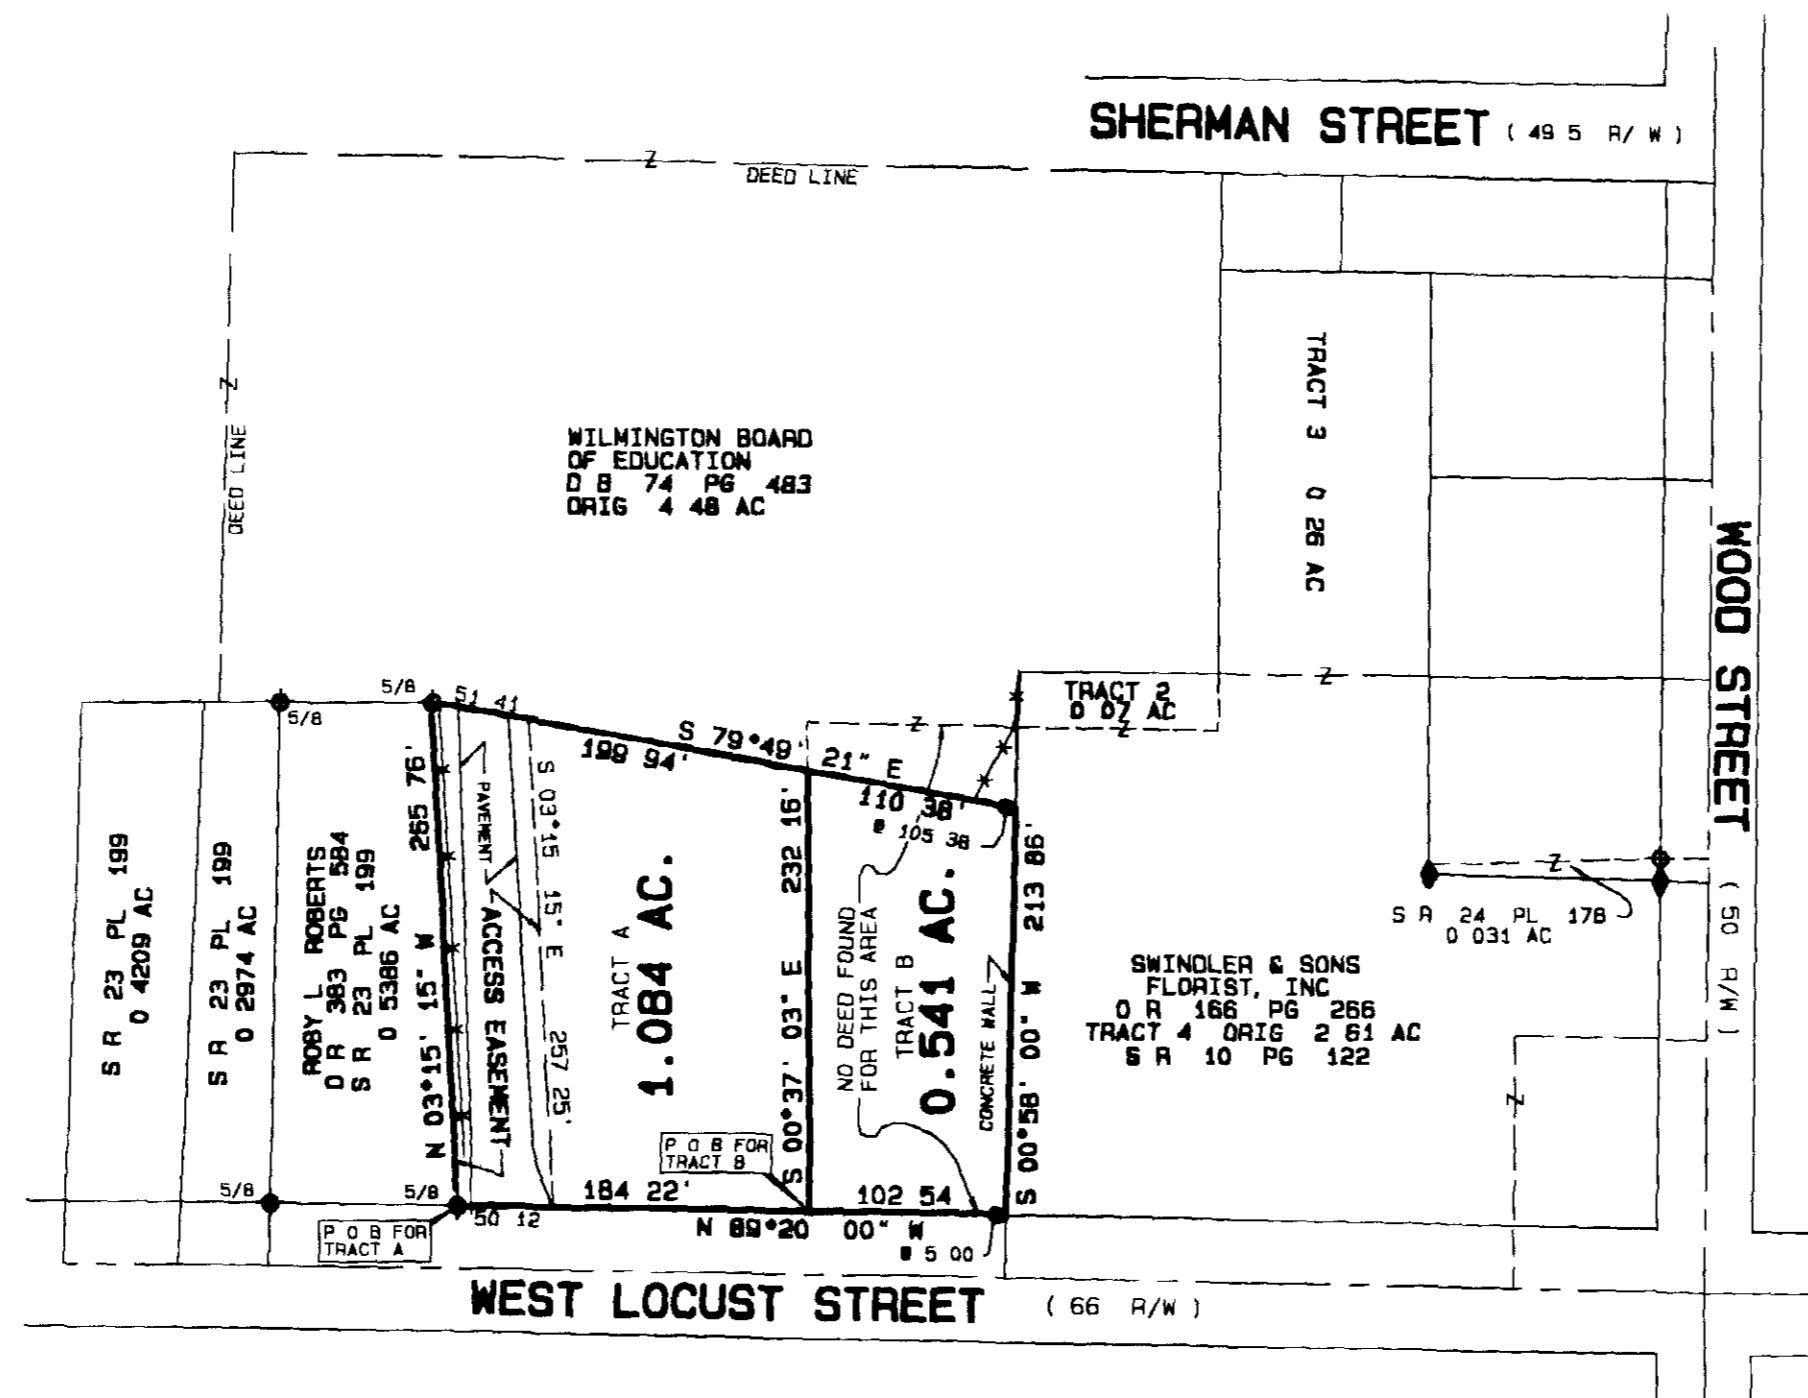 SHERMAN STREET ( 49 5 R/ W )
Z
DEED LINE
Z
DEED LINE
WILMINGTON BOARD
OF EDUCATION
D B 74 PG 483
ORIG 4 48 AC
TRACT 3 0 26 AC
WOOD STREET
( 50 R/W )
Z
TRACT 2
0 07 AC
Z
Z
5/8
5/8
51 41
S 79°49' 21" E
199 94'
110 38'
@ 105 38
S R 23 PL 199
0 4209 AC
S R 23 PL 199
0 2974 AC
ROBY L ROBERTS
O R 383 PG 584
S R 23 PL 199
0 5386 AC
N 03°15' 15" W 265 76'
PAVEMENT
ACCESS EASEMENT
S 03°15 15" E 257 25'
TRACT A
1.084 AC.
S 00°37' 03" E 232 16'
NO DEED FOUND
FOR THIS AREA
TRACT B
0.541 AC.
CONCRETE WALL
S 00°58' 00" W 213 86'
Z
S R 24 PL 178
0 031 AC
SWINDLER & SONS
FLORIST, INC
O R 166 PG 266
TRACT 4 ORIG 2 61 AC
S R 10 PG 122
Z
P O B FOR
TRACT B
5/8
5/8
184 22'
102 54
50 12
N 89°20 00" W
@ 5 00
P O B FOR
TRACT A
WEST LOCUST STREET ( 66 R/W )